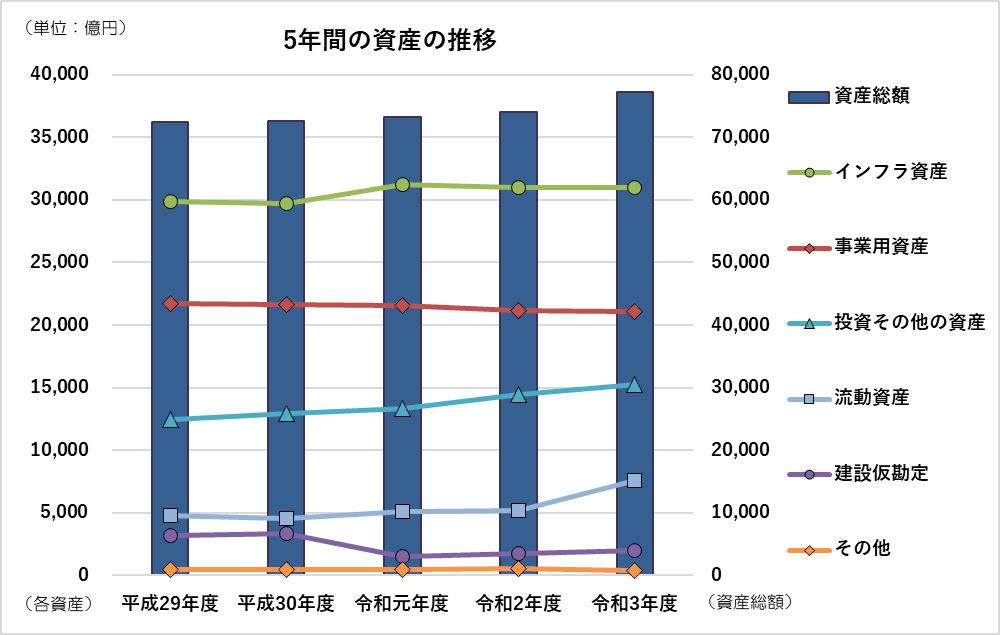 （単位：億円）
5年間の資産の推移
40,000
35,000
30,000
25,000
20,000
15,000
10,000
5,000
0
（各資産）
平成29年度 平成30年度 令和元年度 令和2年度 令和3年度
80,000
70,000
60,000
50,000
40,000
30,000
20,000
10,000
0
（資産総額）
資産総額
インフラ資産
事業用資産
投資その他の資産
流動資産
建設仮勘定
その他